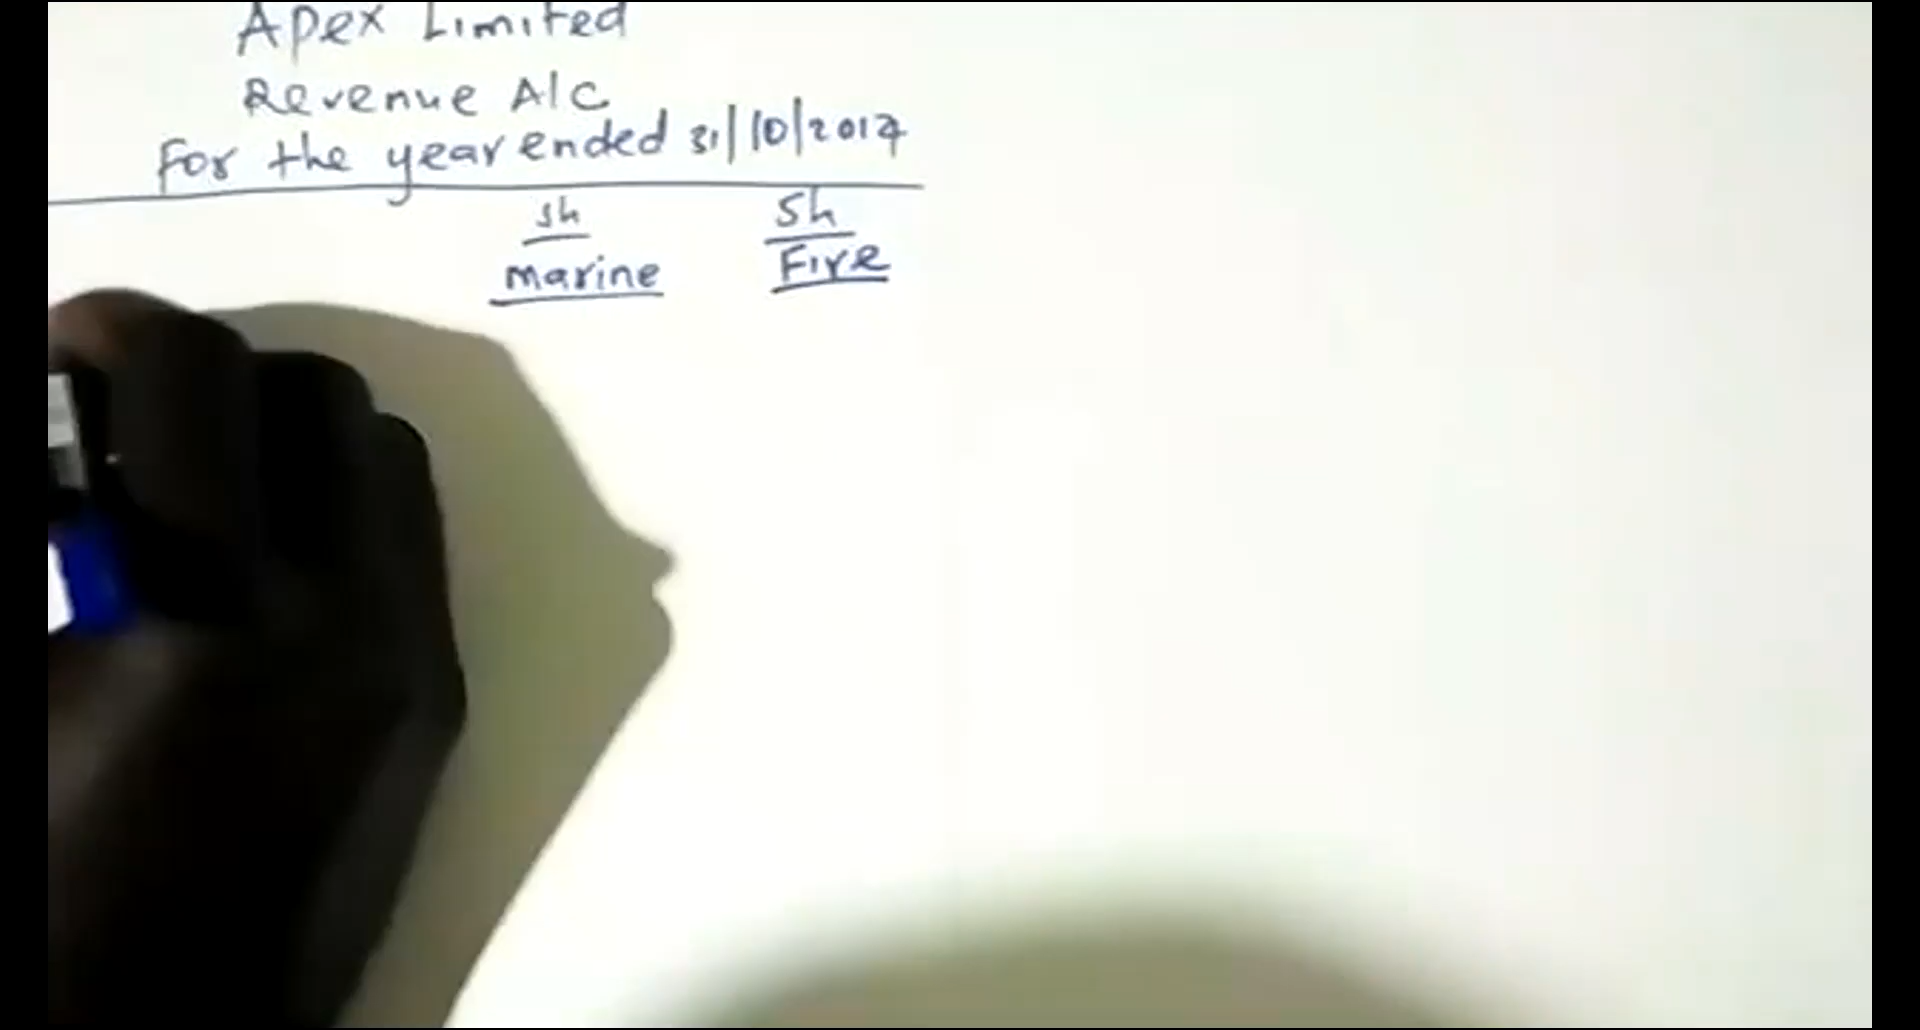 Apex Limited
Revenue A/C
For the year ended 31/10/2017
sh Sh
marine Fire